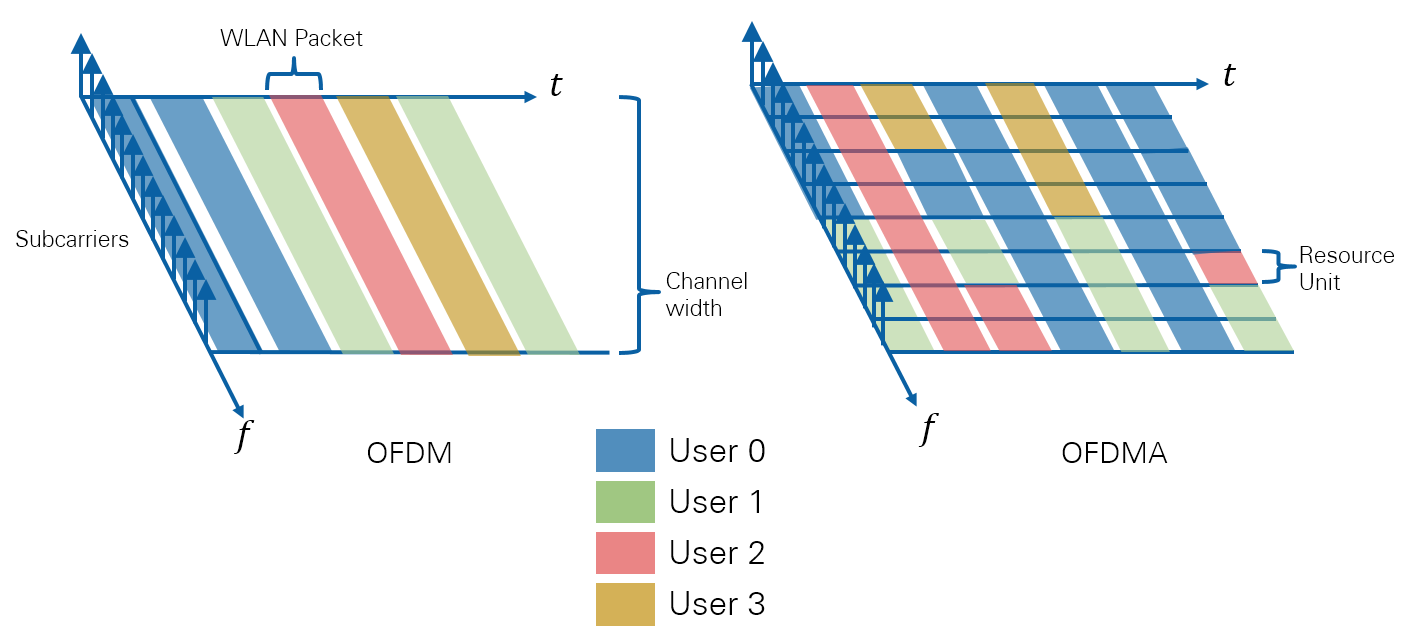 WLAN Packet
t
Subcarriers
Channel
width
f
OFDM
t
Resource
Unit
f
OFDMA
User 0
User 1
User 2
User 3